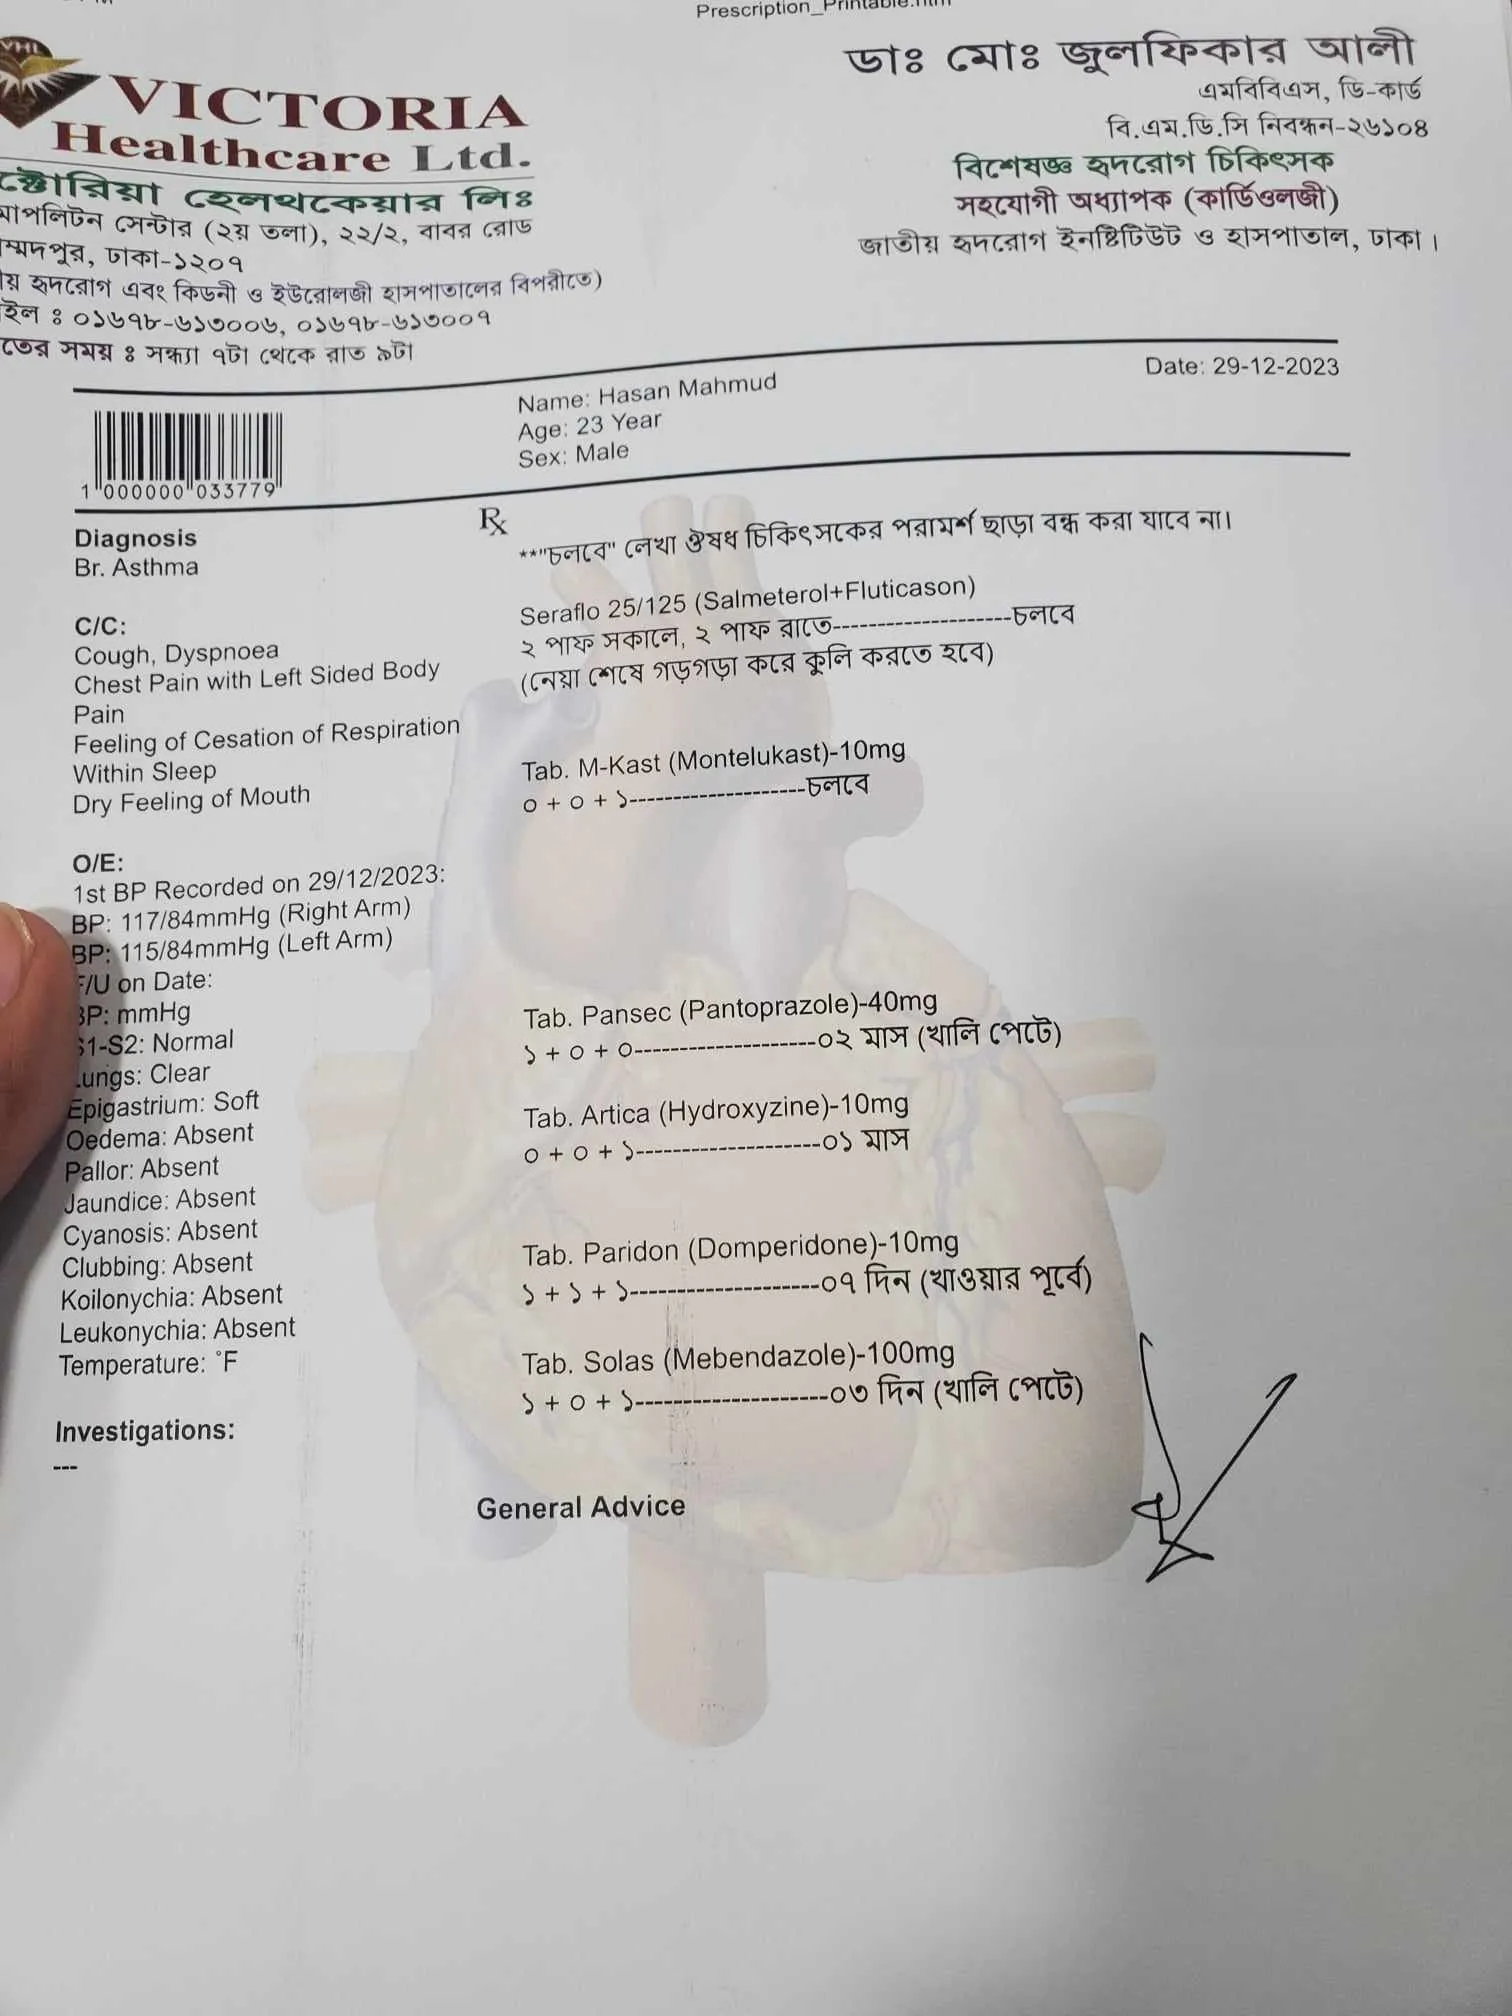 Prescription_Printable.htm
VHL
VICTORIA
Healthcare Ltd.
হেলথকেয়ার লিঃ
সেন্টার (২য় তলা), ২২/২, বাবর রোড
ঢাকা-১২০৭
হৃদরোগ এবং কিডনী ও ইউরোলজী হাসপাতালের বিপরীতে)
ঃ ০১৬৭৮-৬১৩০০৬, ০১৬৭৮-৬১৩০০৭
সময় ঃ সন্ধ্যা ৭টা থেকে রাত ৯টা
ডাঃ মোঃ জুলফিকার আলী
এমবিবিএস, ডি-কার্ড
বি.এম.ডি.সি নিবন্ধন-২৬১০৪
বিশেষজ্ঞ হৃদরোগ চিকিৎসক
সহযোগী অধ্যাপক (কার্ডিওলজী)
জাতীয় হৃদরোগ ইনষ্টিটিউট ও হাসপাতাল, ঢাকা।
1 000000 033779
Name: Hasan Mahmud
Age: 23 Year
Sex: Male
Date: 29-12-2023
Diagnosis
Br. Asthma
C/C:
Cough, Dyspnoea
Chest Pain with Left Sided Body
Pain
Feeling of Cesation of Respiration
Within Sleep
Dry Feeling of Mouth
O/E:
1st BP Recorded on 29/12/2023:
BP: 117/84mmHg (Right Arm)
BP: 115/84mmHg (Left Arm)
F/U on Date:
BP: mmHg
S1-S2: Normal
Lungs: Clear
Epigastrium: Soft
Oedema: Absent
Pallor: Absent
Jaundice: Absent
Cyanosis: Absent
Clubbing: Absent
Koilonychia: Absent
Leukonychia: Absent
Temperature: °F
Investigations:
---
Rx
**"চলবে" লেখা ঔষধ চিকিৎসকের পরামর্শ ছাড়া বন্ধ করা যাবে না।
Seraflo 25/125 (Salmeterol+Fluticason)
২ পাফ সকালে, ২ পাফ রাতে--------------------চলবে
(নেয়া শেষে গড়গড়া করে কুলি করতে হবে)
Tab. M-Kast (Montelukast)-10mg
০ + ০ + ১--------------------চলবে
Tab. Pansec (Pantoprazole)-40mg
১ + ০ + ০--------------------০২ মাস (খালি পেটে)
Tab. Artica (Hydroxyzine)-10mg
০ + ০ + ১--------------------০১ মাস
Tab. Paridon (Domperidone)-10mg
১ + ১ + ১--------------------০৭ দিন (খাওয়ার পূর্বে)
Tab. Solas (Mebendazole)-100mg
১ + ০ + ১--------------------০৩ দিন (খালি পেটে)
General Advice